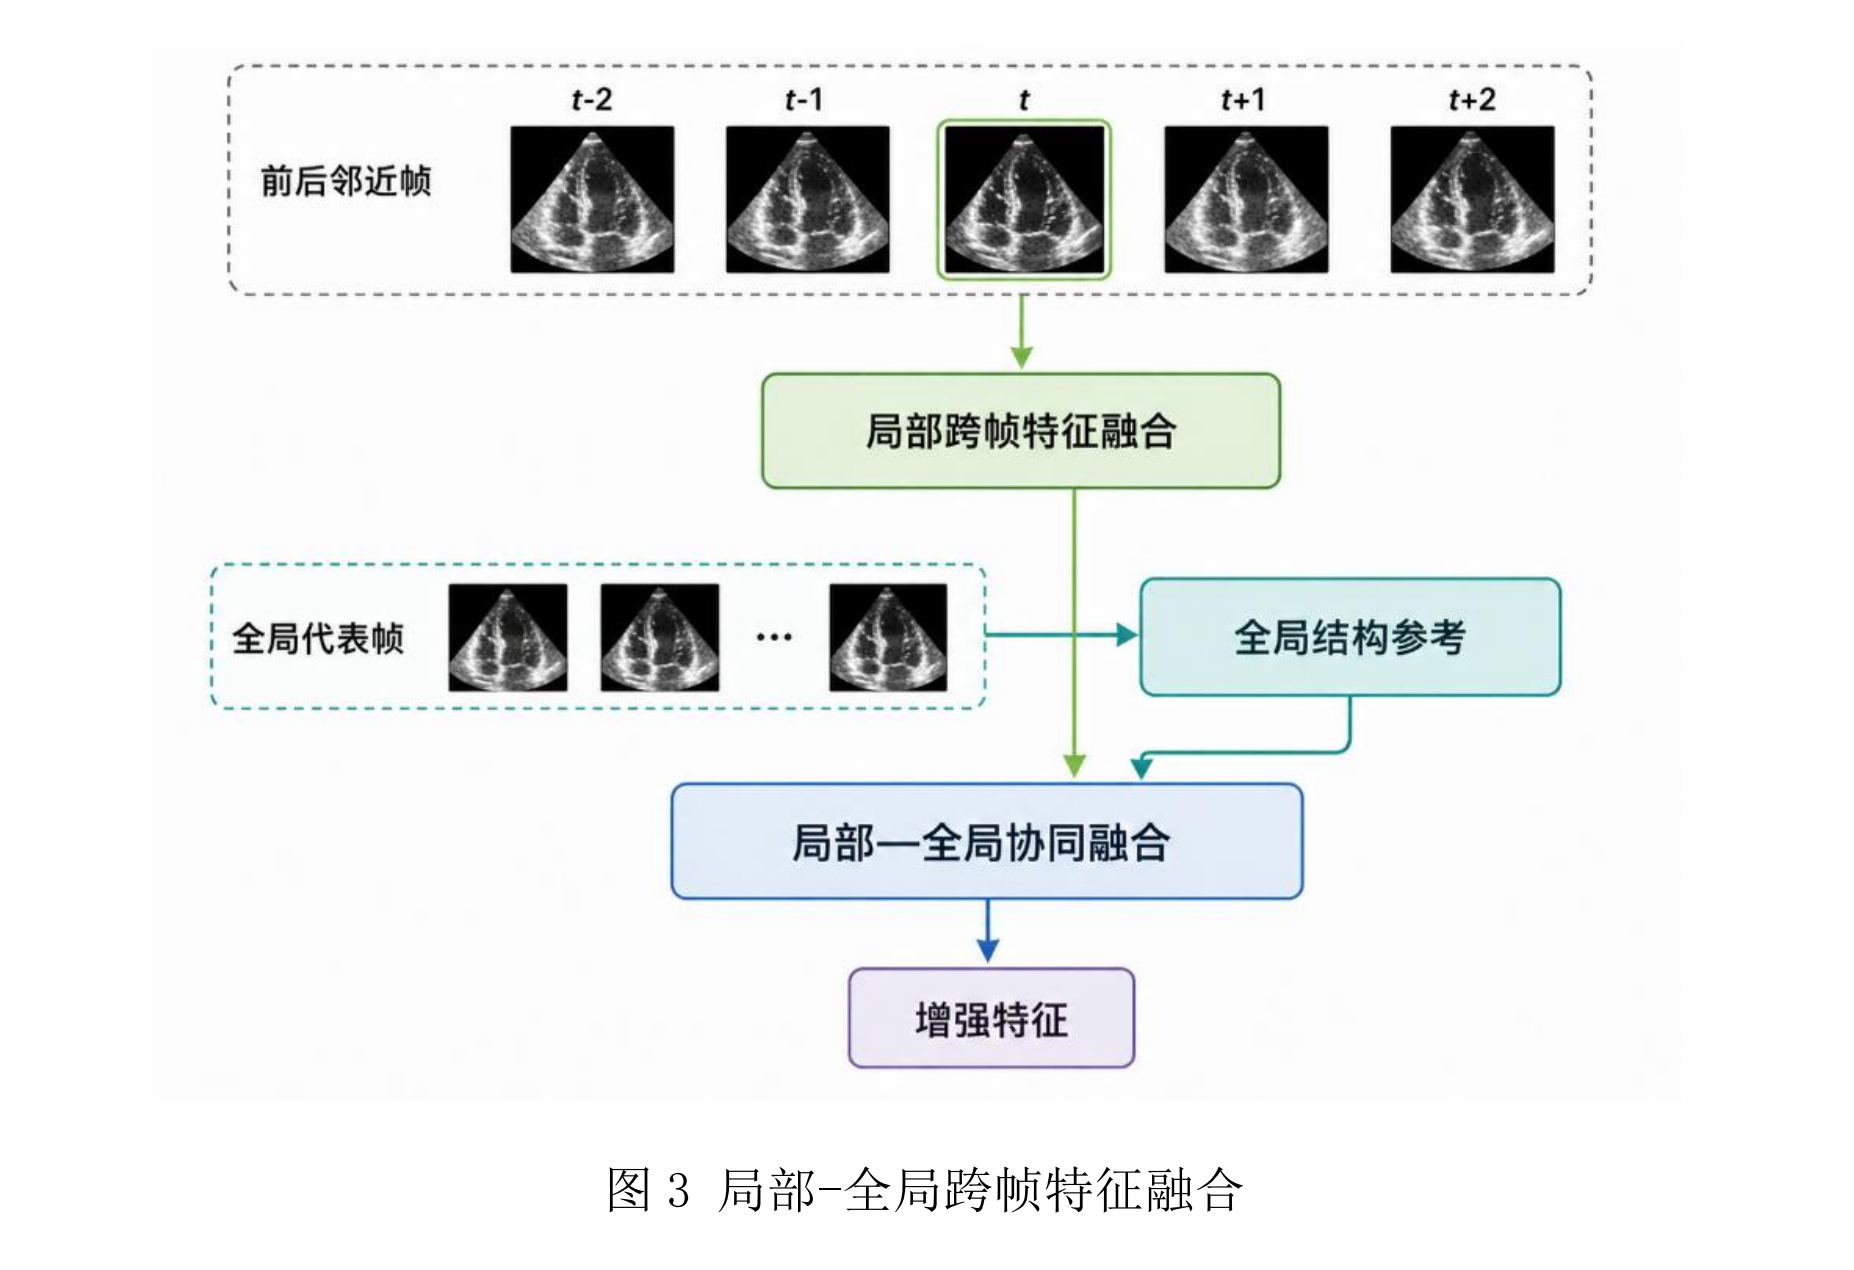 t-2 t-1 t t+1 t+2
前后邻近帧
局部跨帧特征融合
全局代表帧
...
全局结构参考
局部—全局协同融合
增强特征
图 3 局部-全局跨帧特征融合